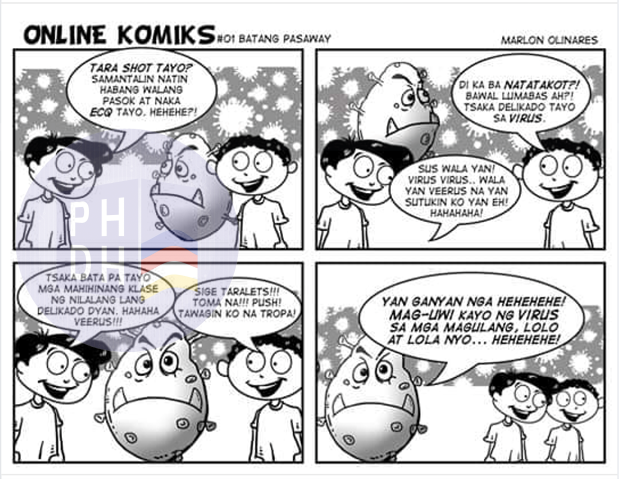 ONLINE KOMIKS #01 BATANG PASAWAY
MARLON OLINARES
TARA SHOT TAYO?
SAMANTALIN NATIN
HABANG WALANG
PASOK AT NAKA
ECQ TAYO. HEHEHE?!
DI KA BA NATATAKOT?!
BAWAL LUMABAS AH?!
TSAKA DELIKADO TAYO
SA VIRUS.
SUS WALA YAN!
VIRUS VIRUS.. WALA
YAN VEERUS NA YAN
SUTUKIN KO YAN EH!
HAHAHAHA!
TSAKA BATA PA TAYO
MGA MAHIHINANG KLASE
NG NILALANG LANG
DELIKADO DYAN. HAHAHA
VEERUS!!!
SIGE TARALETS!!!
TOMA NA!!! PUSH!
TAWAGIN KO NA TROPA!
YAN GANYAN NGA HEHEHEHE!
MAG-UWI KAYO NG VIRUS
SA MGA MAGULANG, LOLO
AT LOLA NYO... HEHEHEHE!
PH
DH